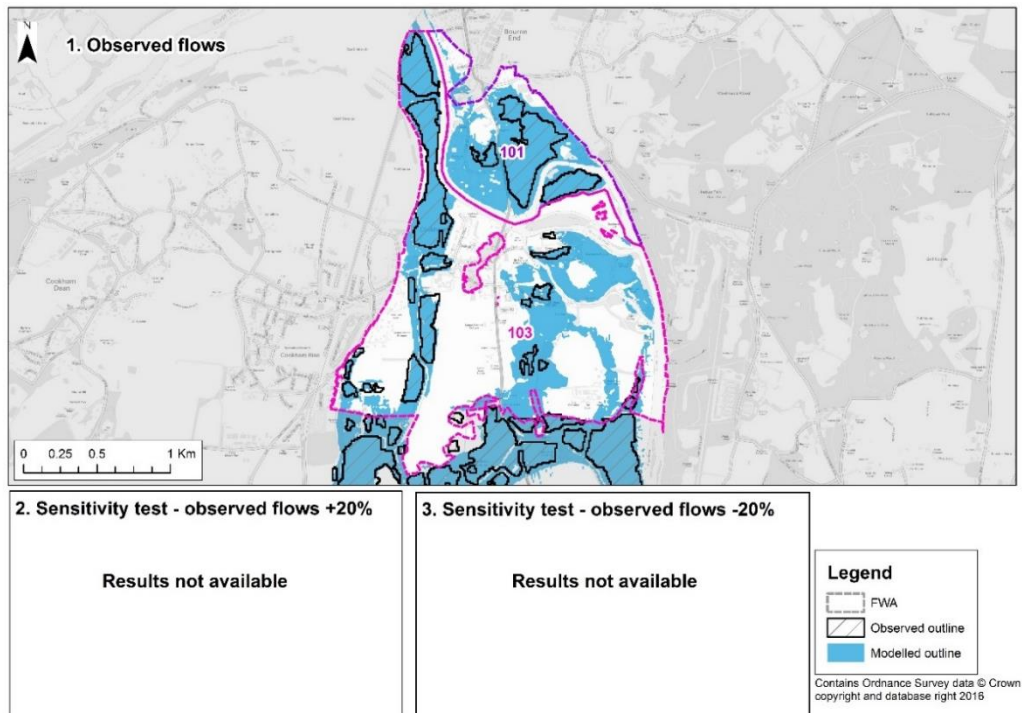 N
1. Observed flows
Bourne
End
101
Cookham
Dean
Cookham Rise
103
0 0.25 0.5 1 Km
2. Sensitivity test - observed flows +20%
Results not available
3. Sensitivity test - observed flows -20%
Results not available
Legend
FWA
Observed outline
Modelled outline
Contains Ordnance Survey data © Crown
copyright and database right 2016